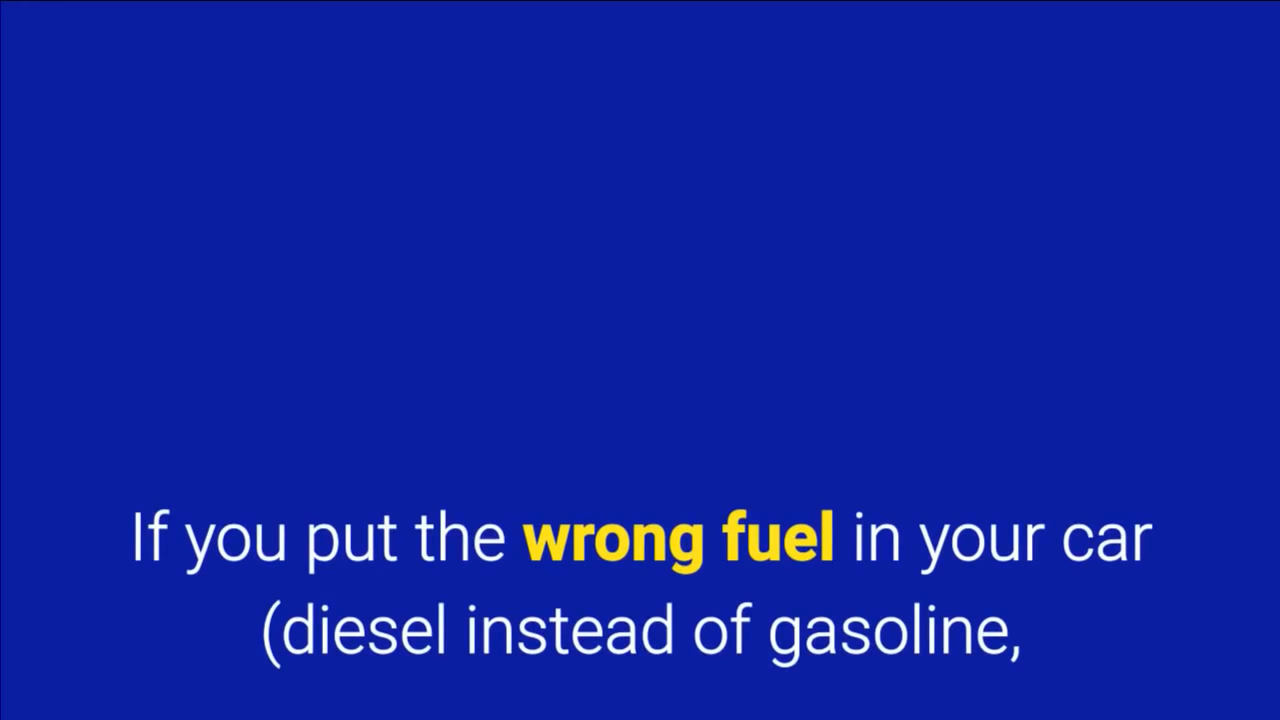 If you put the wrong fuel in your car
(diesel instead of gasoline,